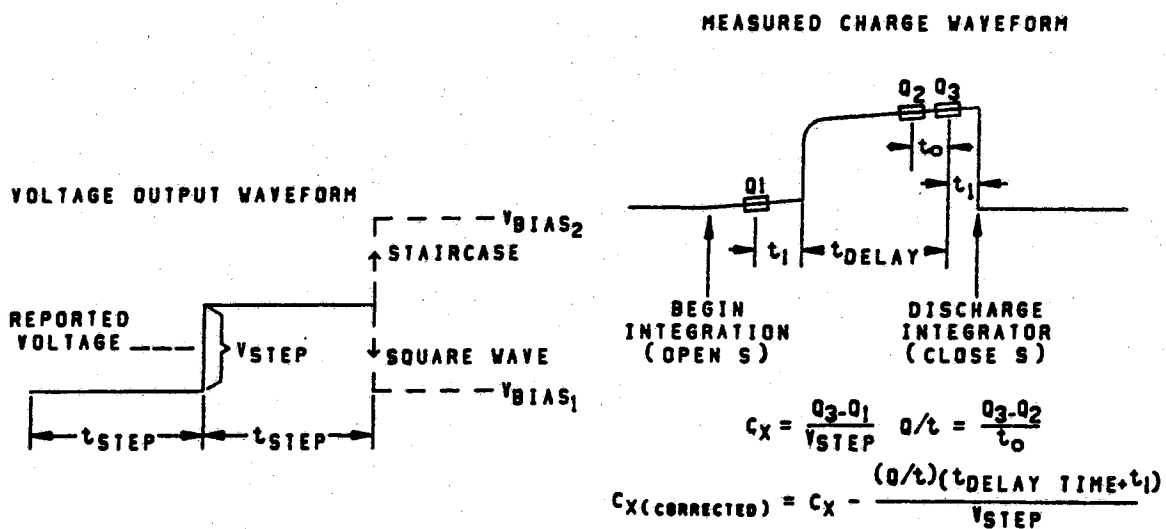 MEASURED CHARGE WAVEFORM
Q2 Q3
t0
Q1
t1
t1
tDELAY
BEGIN
INTEGRATION
(OPEN S)
DISCHARGE
INTEGRATOR
(CLOSE S)
VOLTAGE OUTPUT WAVEFORM
VBIAS2
STAIRCASE
REPORTED
VOLTAGE
VSTEP
SQUARE WAVE
VBIAS1
tSTEP
tSTEP
CX = Q3-Q1 / VSTEP Q/t = Q3-Q2 / t0
CX(CORRECTED) = CX - (Q/t)(tDELAY TIME+t1) / VSTEP